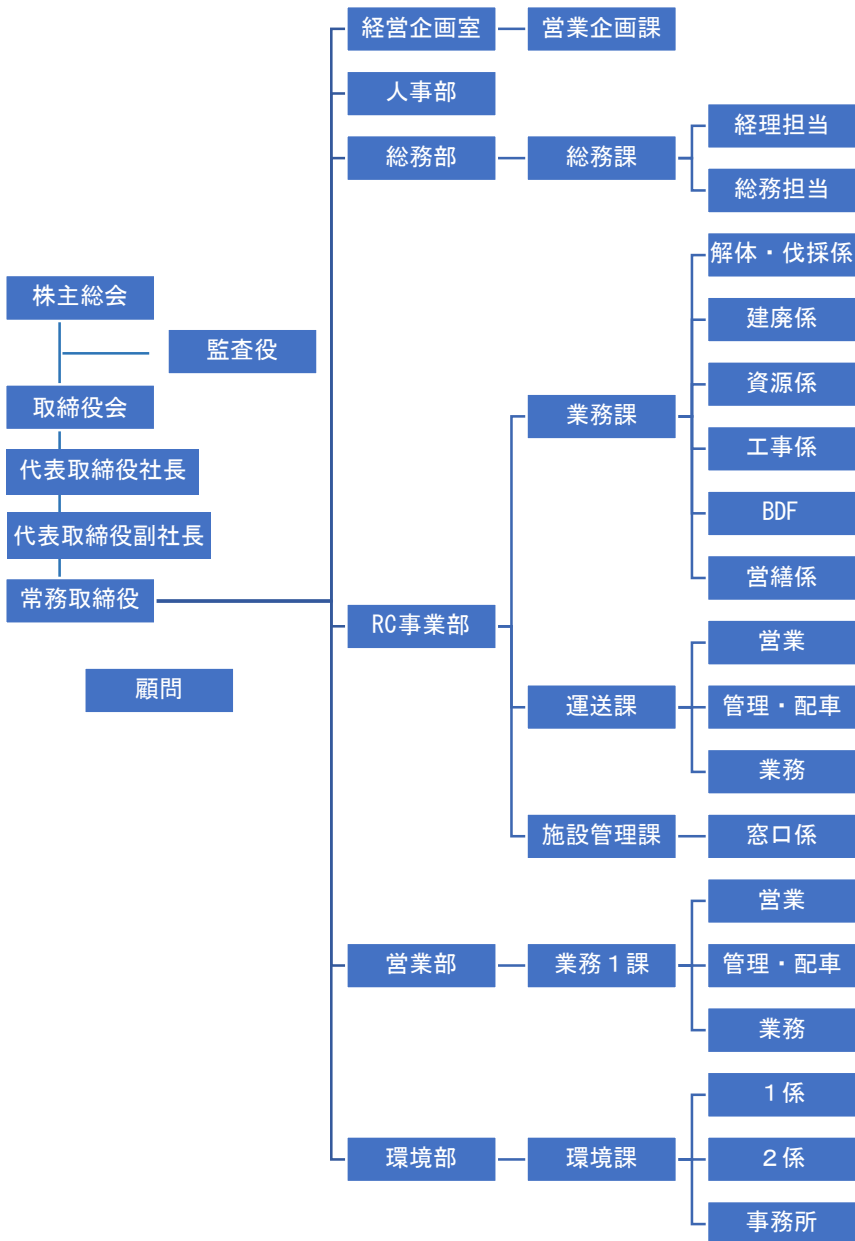 株主総会
監査役
取締役会
代表取締役社長
代表取締役副社長
常務取締役
顧問
経営企画室
営業企画課
人事部
総務部
総務課
経理担当
総務担当
RC事業部
業務課
解体・伐採係
建廃係
資源係
工事係
BDF
営繕係
運送課
営業
管理・配車
業務
施設管理課
窓口係
営業部
業務１課
営業
管理・配車
業務
環境部
環境課
１係
２係
事務所